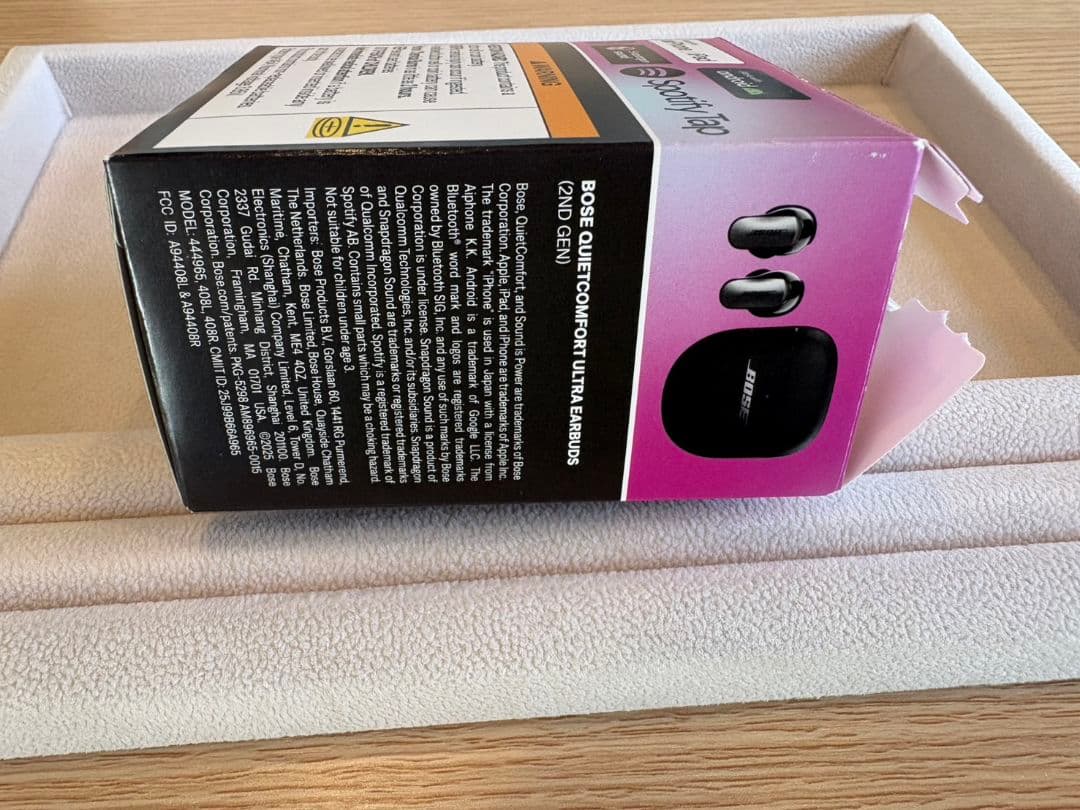 BOSE QUIETCOMFORT ULTRA EARBUDS
(2ND GEN)
Bose, QuietComfort, and Sound is Power are trademarks of Bose
Corporation. Apple, iPad, and iPhone are trademarks of Apple Inc.
The trademark "iPhone" is used in Japan with a license from
Aiphone K.K. Android is a trademark of Google LLC. The
Bluetooth® word mark and logos are registered trademarks
owned by Bluetooth SIG, Inc. and any use of such marks by Bose
Corporation is under license. Snapdragon Sound is a product of
Qualcomm Technologies, Inc. and/or its subsidiaries. Snapdragon
and Snapdragon Sound are trademarks or registered trademarks
of Qualcomm Incorporated. Spotify is a registered trademark of
Spotify AB. Contains small parts which may be a choking hazard.
Not suitable for children under age 3.
Importers: Bose Products B.V., Gorslaan 60, 1441 RG Purmerend,
The Netherlands. Bose Limited, Bose House, Quayside Chatham
Maritime, Chatham, Kent, ME4 4QZ, United Kingdom. Bose
Electronics (Shanghai) Company Limited, Level 6, Tower D, No.
2337 Gudai Rd. Minhang District, Shanghai 201100. Bose
Corporation, Framingham, MA 01701 USA. ©2025 Bose
Corporation. Bose.com/patents. PKG-5298 AM896965-0015
MODEL: 444965, 408L, 408R. CMIIT ID: 25J99966A9A5
FCC ID: A94408L & A94408R
BOSE
Spotify Tap
android
iPad
WARNING